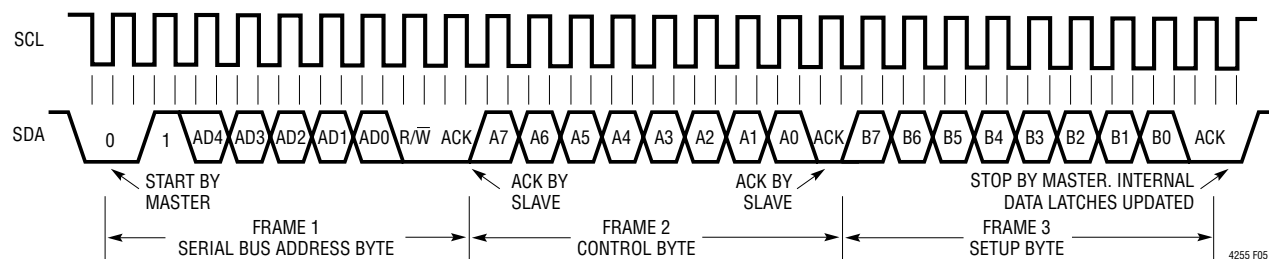 SCL
SDA 0 1 AD4 AD3 AD2 AD1 AD0 R/W̅ ACK A7 A6 A5 A4 A3 A2 A1 A0 ACK B7 B6 B5 B4 B3 B2 B1 B0 ACK
START BY
MASTER
ACK BY
SLAVE
ACK BY
SLAVE
STOP BY MASTER. INTERNAL
DATA LATCHES UPDATED
FRAME 1
SERIAL BUS ADDRESS BYTE
FRAME 2
CONTROL BYTE
FRAME 3
SETUP BYTE
4255 F05